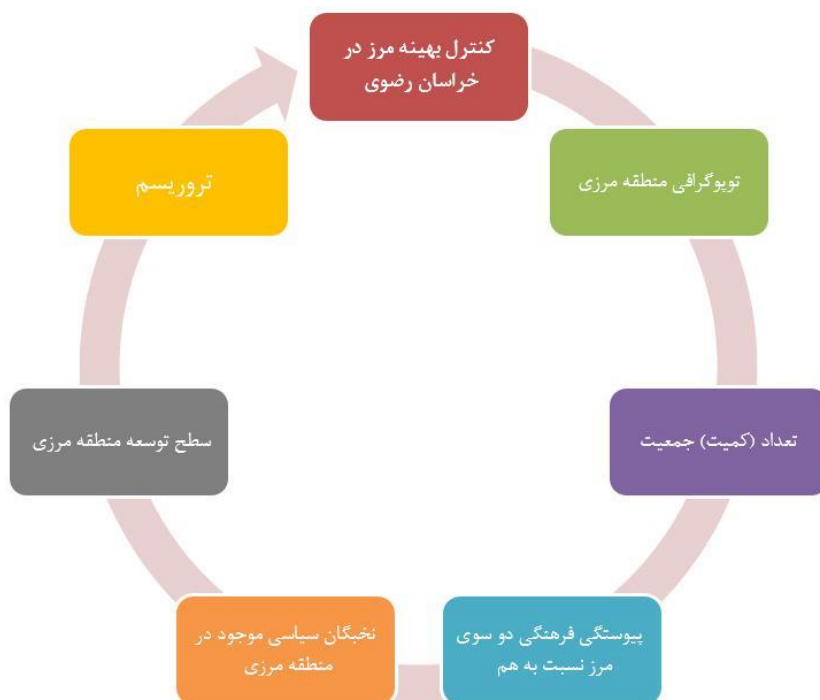 کنترل بهینه مرز در
خراسان رضوی
توپوگرافی منطقه مرزی
تعداد (کمیت) جمعیت
پیوستگی فرهنگی دو سوی
مرز نسبت به هم
نخبگان سیاسی موجود در
منطقه مرزی
سطح توسعه منطقه مرزی
تروریسم